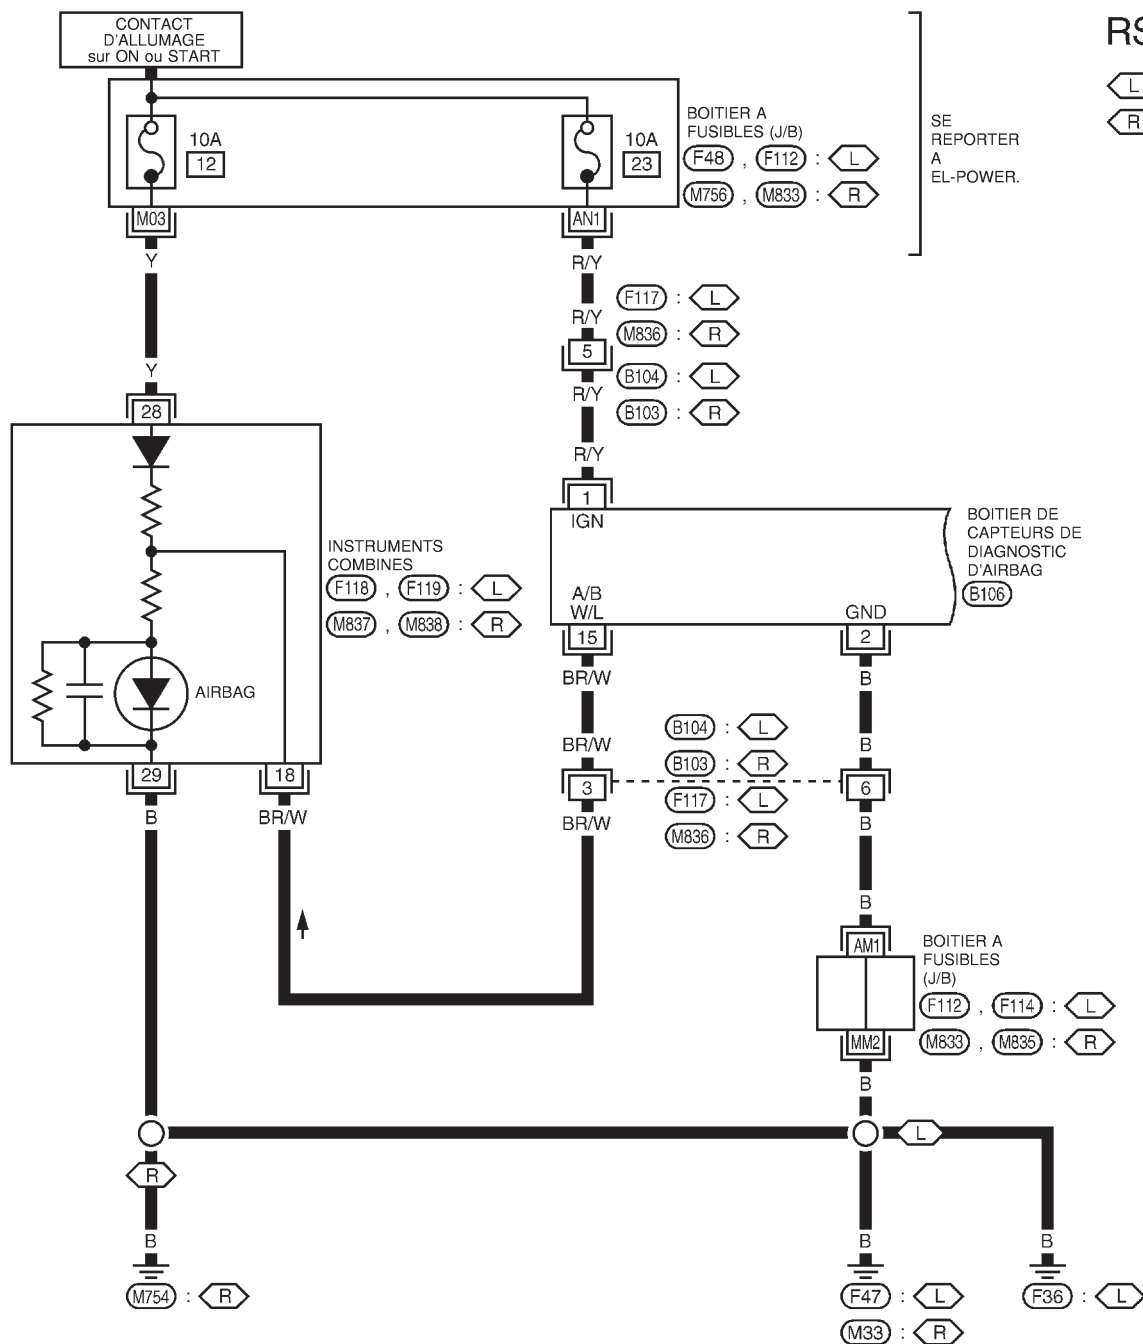 CONTACT
D'ALLUMAGE
sur ON ou START
RS
L
R
10A
12
10A
23
BOITIER A
FUSIBLES (J/B)
F48 , F112 : L
M756 , M833 : R
SE
REPORTER
A
EL-POWER.
M03
AN1
Y
R/Y
F117 : L
R/Y
M836 : R
5
Y
B104 : L
R/Y
B103 : R
28
R/Y
1
IGN
BOITIER DE
CAPTEURS DE
DIAGNOSTIC
D'AIRBAG
B106
INSTRUMENTS
COMBINES
F118 , F119 : L
M837 , M838 : R
A/B
W/L
GND
15
2
BR/W
B
AIRBAG
B104 : L
BR/W
B
B103 : R
29
18
3
6
F117 : L
B
BR/W
BR/W
B
M836 : R
B
AM1
BOITIER A
FUSIBLES
(J/B)
F112 , F114 : L
MM2
M833 , M835 : R
B
L
R
B
B
B
M754 : R
F47 : L
F36 : L
M33 : R